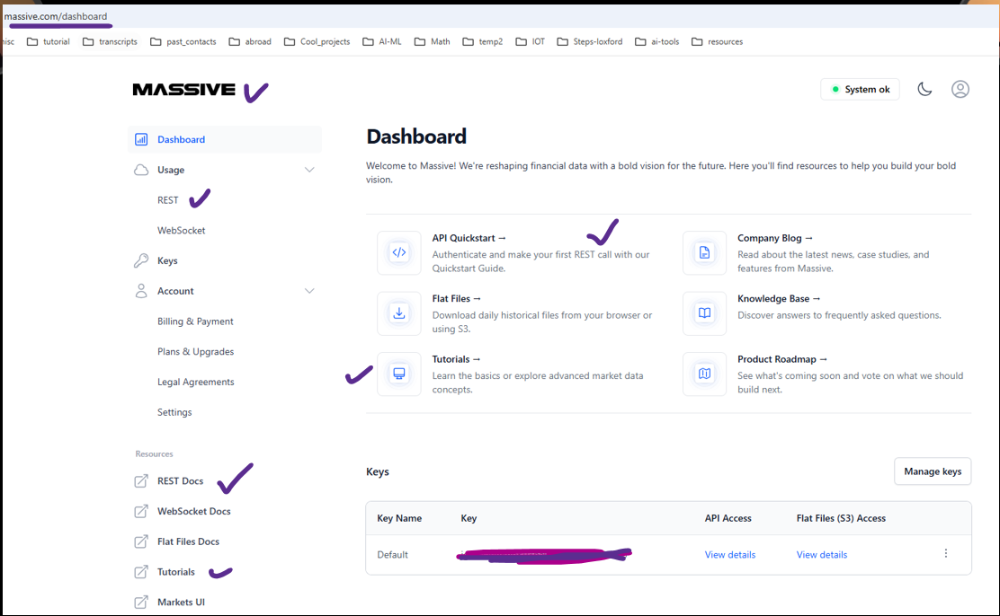 massive.com/dashboard
misc tutorial transcripts past_contacts abroad Cool_projects AI-ML Math temp2 IOT Steps-loxford ai-tools resources
MASSIVE
System ok
Dashboard
Usage
REST
WebSocket
Keys
Account
Billing & Payment
Plans & Upgrades
Legal Agreements
Settings
Resources
REST Docs
WebSocket Docs
Flat Files Docs
Tutorials
Markets UI
Dashboard
Welcome to Massive! We're reshaping financial data with a bold vision for the future. Here you'll find resources to help you build your bold
vision.
API Quickstart →
Authenticate and make your first REST call with our
Quickstart Guide.
Company Blog →
Read about the latest news, case studies, and
features from Massive.
Flat Files →
Download daily historical files from your browser or
using S3.
Knowledge Base →
Discover answers to frequently asked questions.
Tutorials →
Learn the basics or explore advanced market data
concepts.
Product Roadmap →
See what's coming soon and vote on what we should
build next.
Keys
Manage keys
Key Name Key API Access Flat Files (S3) Access
Default View details View details